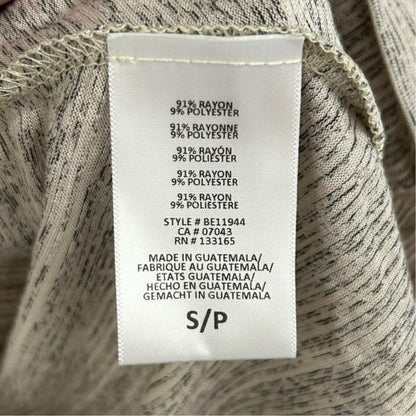 91% RAYON
9% POLYESTER
91% RAYONNE
9% POLYESTER
91% RAYÓN
9% POLIÉSTER
91% RAYON
9% POLYESTER
91% RAYON
9% POLIESTERE
STYLE # BE11944
CA # 07043
RN # 133165
MADE IN GUATEMALA/
FABRIQUE AU GUATEMALA/
ETATS GUATEMALA/
HECHO EN GUATEMALA/
GEMACHT IN GUATEMALA
S/P